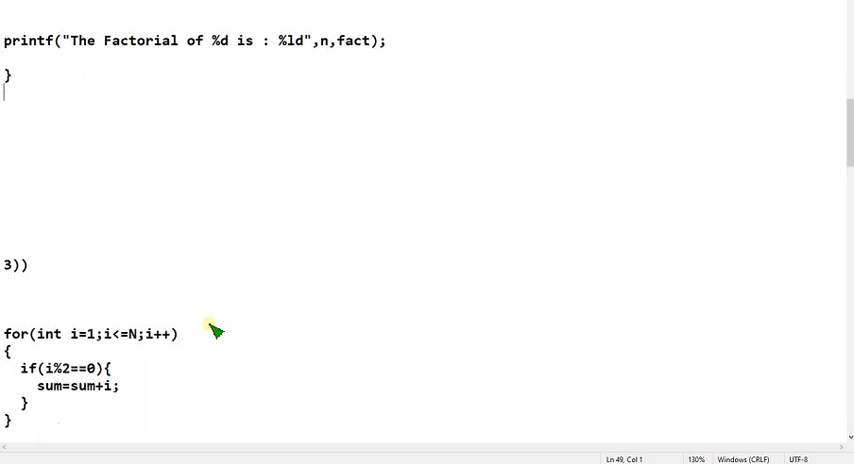 printf("The Factorial of %d is : %ld",n,fact);
}
3))
for(int i=1;i<=N;i++)
{
if(i%2==0){
sum=sum+i;
}
}
Ln 49, Col 1 130% Windows (CRLF) UTF-8